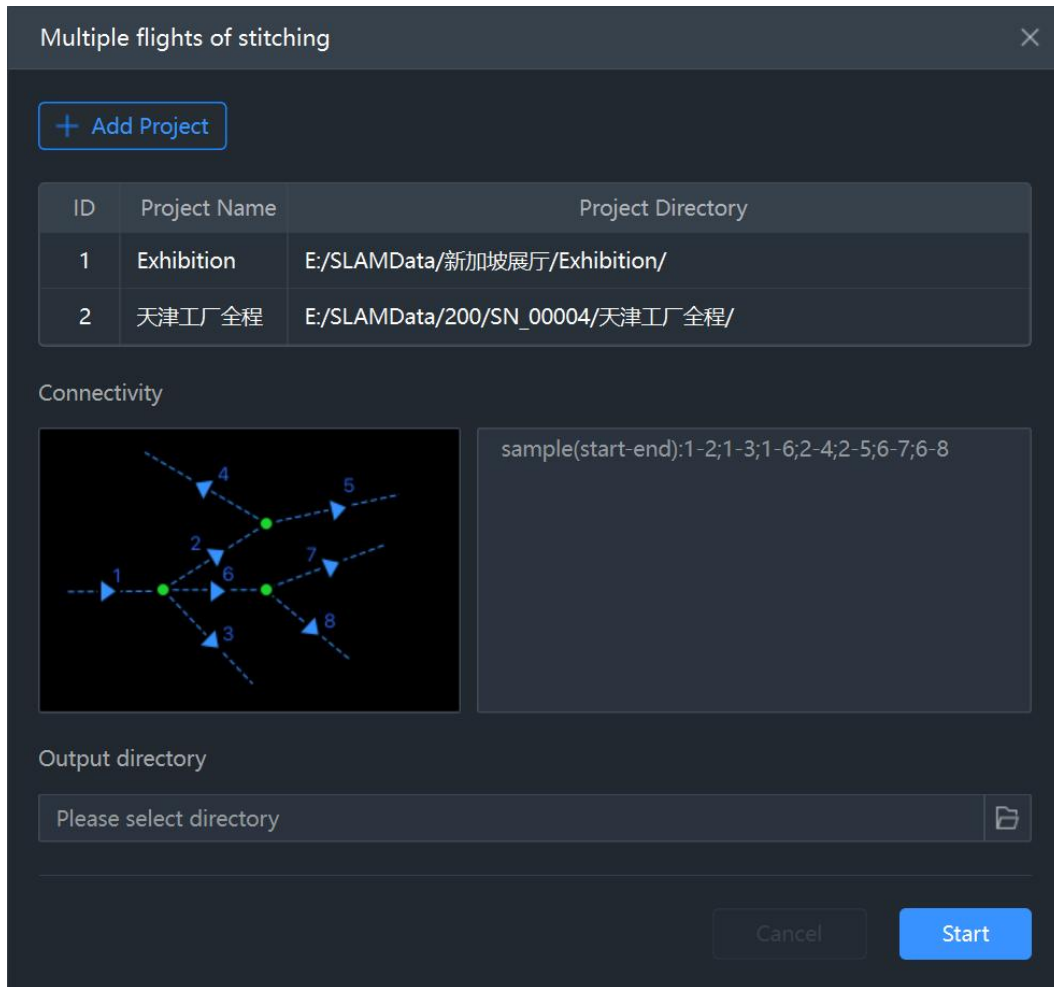 Multiple flights of stitching
Add Project
ID Project Name Project Directory
1 Exhibition E:/SLAMData/新加坡展厅/Exhibition/
2 天津工厂全程 E:/SLAMData/200/SN_00004/天津工厂全程/
Connectivity
sample(start-end):1-2;1-3;1-6;2-4;2-5;6-7;6-8
4
5
2
7
1
6
3
8
Output directory
Please select directory
Cancel
Start